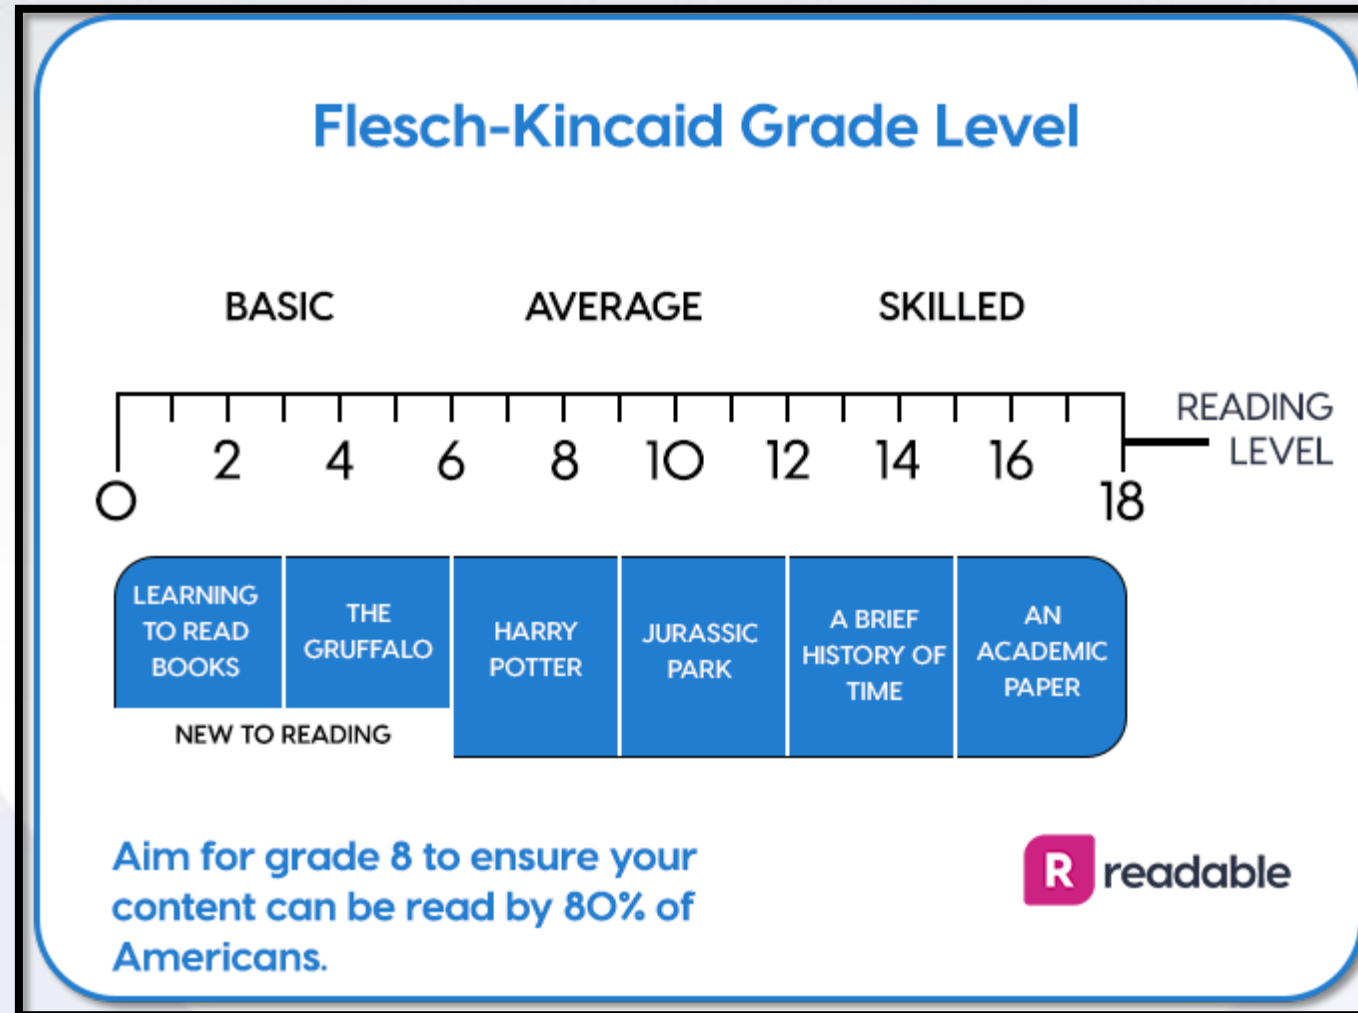 Flesch-Kincaid Grade Level
BASIC AVERAGE SKILLED
READING
LEVEL
0 2 4 6 8 10 12 14 16 18
LEARNING
TO READ
BOOKS
THE
GRUFFALO
HARRY
POTTER
JURASSIC
PARK
A BRIEF
HISTORY OF
TIME
AN
ACADEMIC
PAPER
NEW TO READING
Aim for grade 8 to ensure your
content can be read by 80% of
Americans.
R readable